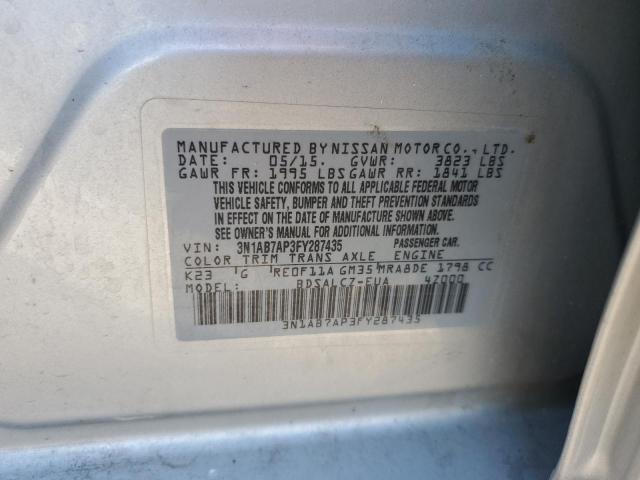 MANUFACTURED BY NISSAN MOTOR CO., LTD.
DATE: 05/15. GVWR: 3823 LBS
GAWR FR: 1995 LBS GAWR RR: 1841 LBS
THIS VEHICLE CONFORMS TO ALL APPLICABLE FEDERAL MOTOR
VEHICLE SAFETY, BUMPER AND THEFT PREVENTION STANDARDS
IN EFFECT ON THE DATE OF MANUFACTURE SHOWN ABOVE.
SEE OWNER'S MANUAL FOR ADDITIONAL INFORMATION.
VIN: 3N1AB7AP3FY287435 PASSENGER CAR.
COLOR TRIM TRANS AXLE ENGINE
K23 G RE0F11A GM35 MRA8DE 1798 CC
MODEL: BDSALCZ-EUA 4Z000
3N1AB7AP3FY287435